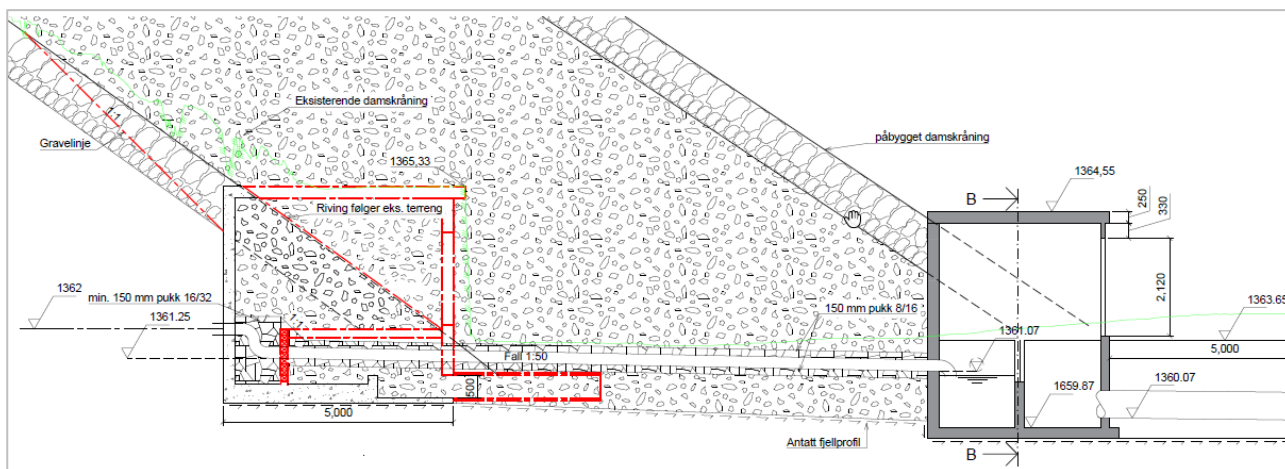 Eksisterende damskråning
1:1
Gravelinje
påbygget damskråning
1365,33
1364,55
B
250
330
Riving følger eks. terreng
2,120
min. 150 mm pukk 16/32
1362
1361.25
150 mm pukk 8/16
1363.65
1361.07
Fall 1:50
5,000
500
1659.87
1360.07
5,000
Antatt fjellprofil
B